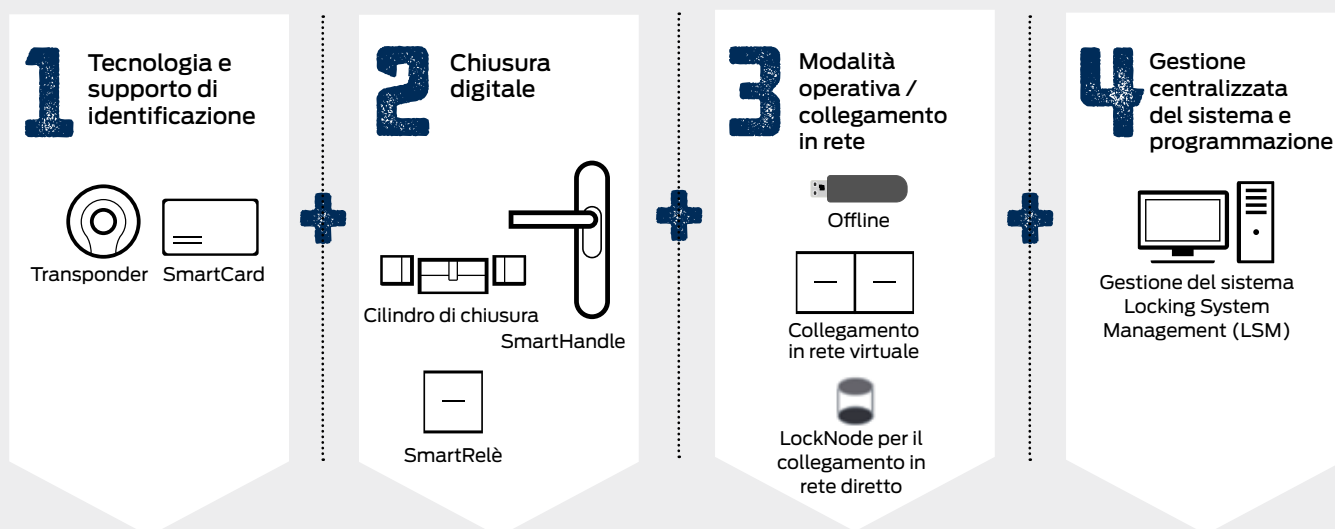 1
Tecnologia e
supporto di
identificazione
Transponder
SmartCard
+
2
Chiusura
digitale
Cilindro di chiusura
SmartHandle
SmartRelè
+
3
Modalità
operativa /
collegamento
in rete
Offline
Collegamento
in rete virtuale
LockNode per il
collegamento in
rete diretto
+
4
Gestione
centralizzata
del sistema e
programmazione
Gestione del sistema
Locking System
Management (LSM)